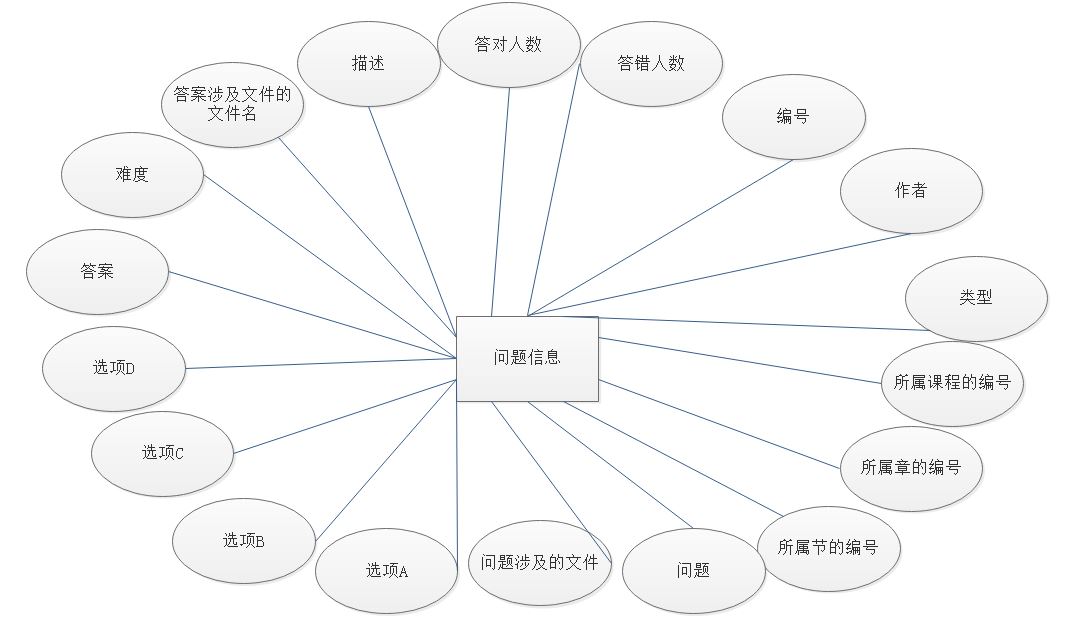 答对人数
描述
答错人数
答案涉及文件的
文件名
编号
难度
作者
答案
类型
问题信息
选项D
所属课程的编号
选项C
所属章的编号
选项B
所属节的编号
选项A
问题涉及的文件
问题